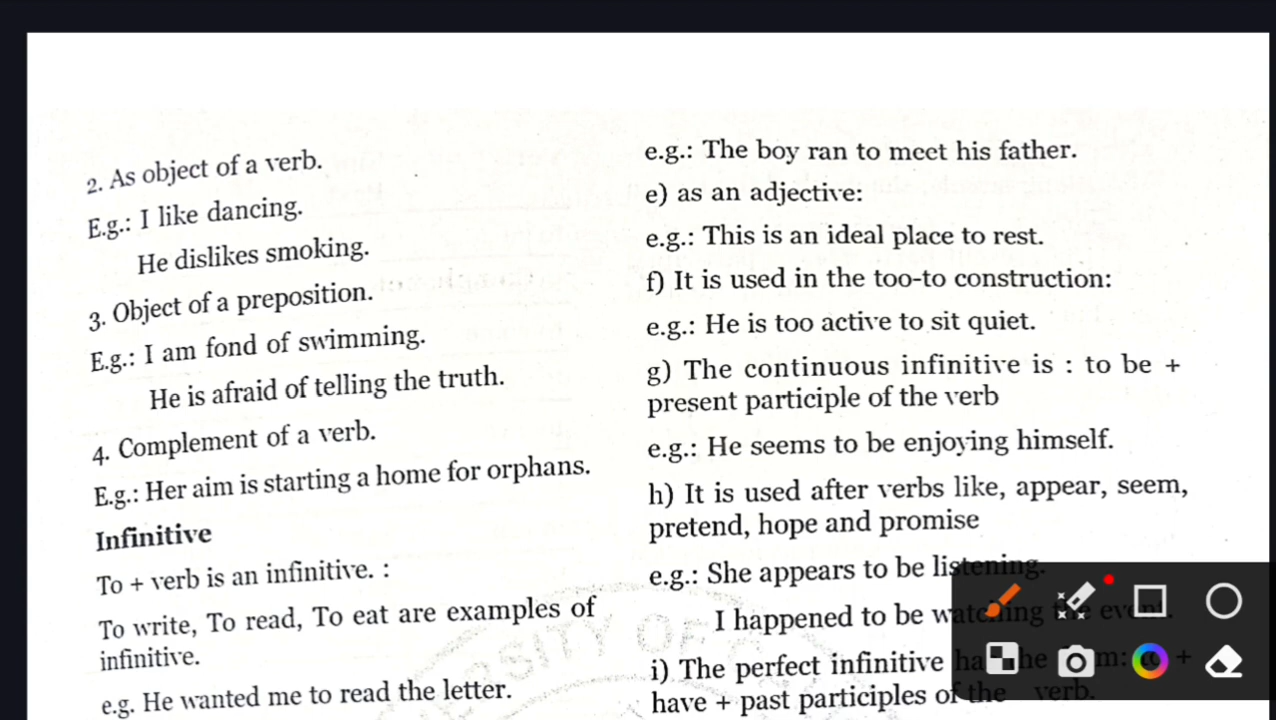 2. As object of a verb.
E.g.: I like dancing.
He dislikes smoking.
3. Object of a preposition.
E.g.: I am fond of swimming.
He is afraid of telling the truth.
4. Complement of a verb.
E.g.: Her aim is starting a home for orphans.
Infinitive
To + verb is an infinitive. :
To write, To read, To eat are examples of
infinitive.
e.g. He wanted me to read the letter.
e.g.: The boy ran to meet his father.
e) as an adjective:
e.g.: This is an ideal place to rest.
f) It is used in the too-to construction:
e.g.: He is too active to sit quiet.
g) The continuous infinitive is : to be +
present participle of the verb
e.g.: He seems to be enjoying himself.
h) It is used after verbs like, appear, seem,
pretend, hope and promise
e.g.: She appears to be listening.
I happened to be watching the event.
i) The perfect infinitive +
have + past participles of the verb.